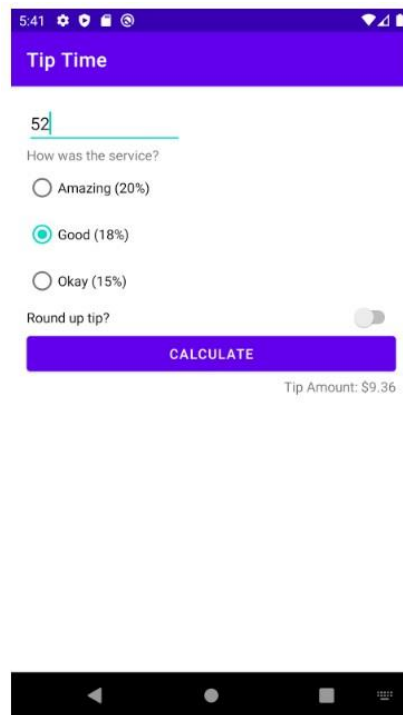 5:41
Tip Time
52
How was the service?
Amazing (20%)
Good (18%)
Okay (15%)
Round up tip?
CALCULATE
Tip Amount: $9.36